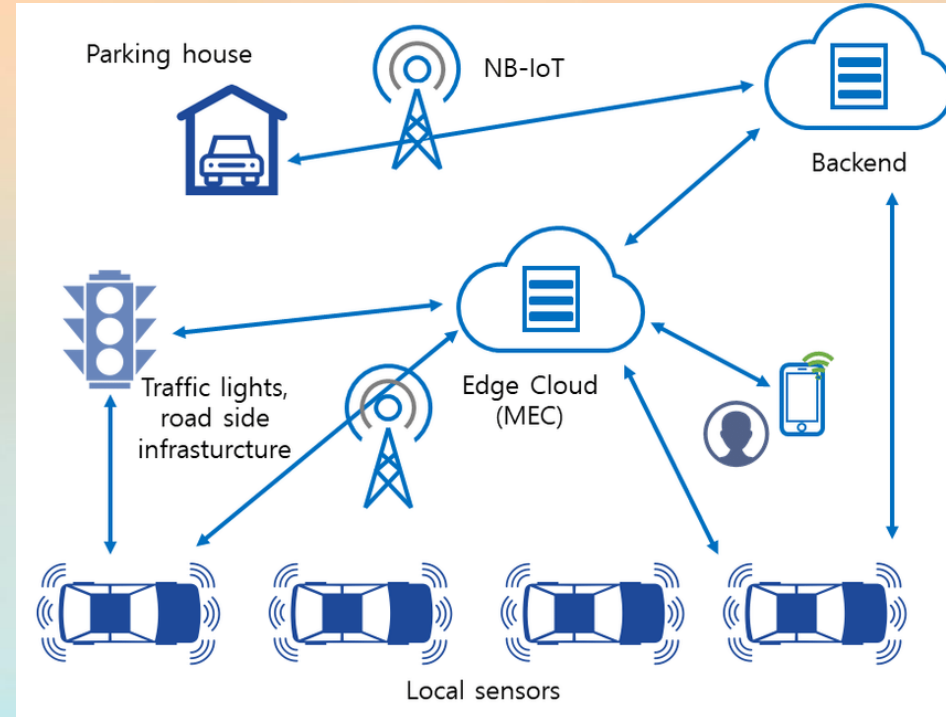 Parking house
NB-IoT
Backend
Traffic lights,
road side
infrasturcture
Edge Cloud
(MEC)
Local sensors